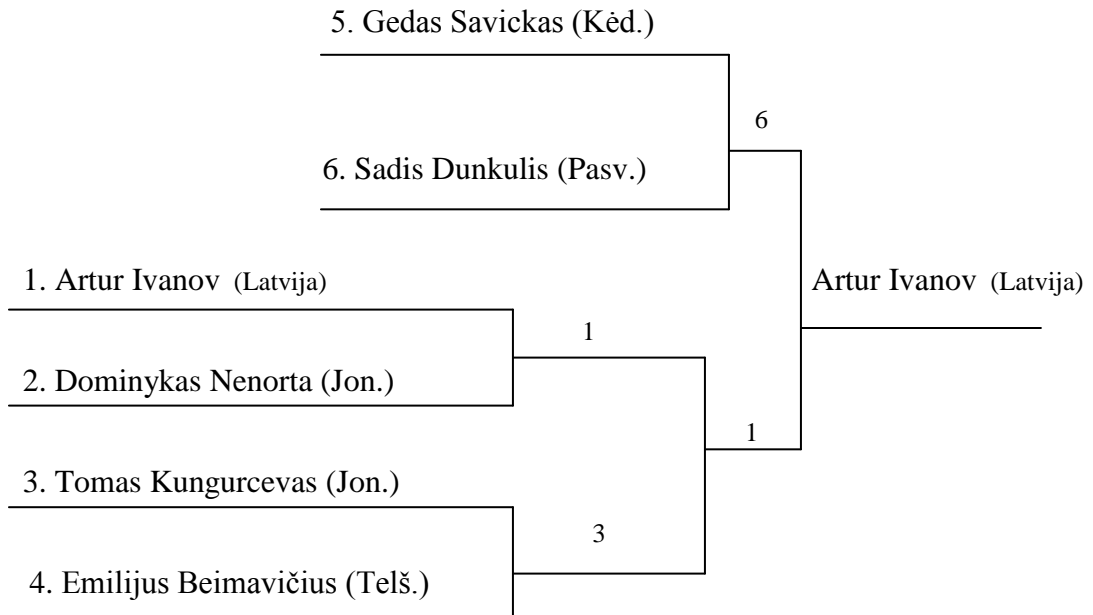 5. Gedas Savickas (Kėd.)
6
6. Sadis Dunkulis (Pasv.)
1. Artur Ivanov (Latvija)
Artur Ivanov (Latvija)
1
2. Dominykas Nenorta (Jon.)
1
3. Tomas Kungurcevas (Jon.)
3
4. Emilijus Beimavičius (Telš.)